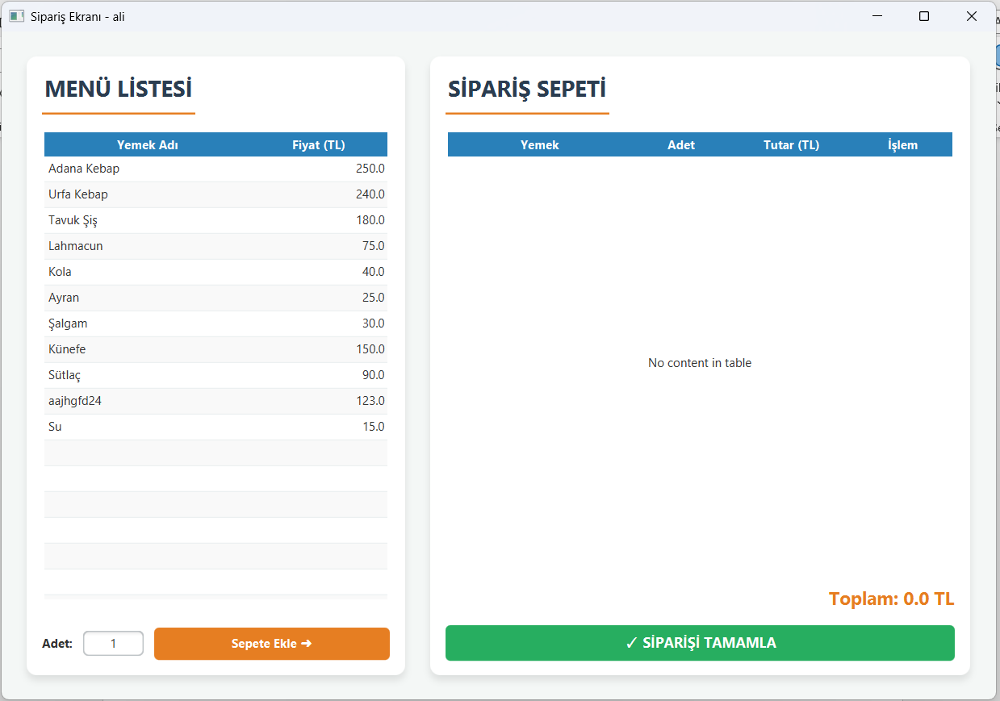 Sipariş Ekranı - ali
MENÜ LİSTESİ
Yemek Adı Fiyat (TL)
Adana Kebap 250.0
Urfa Kebap 240.0
Tavuk Şiş 180.0
Lahmacun 75.0
Kola 40.0
Ayran 25.0
Şalgam 30.0
Künefe 150.0
Sütlaç 90.0
aajhgfd24 123.0
Su 15.0
Adet: 1 Sepete Ekle ➜
SİPARİŞ SEPETİ
Yemek Adet Tutar (TL) İşlem
No content in table
Toplam: 0.0 TL
✓ SİPARİŞİ TAMAMLA